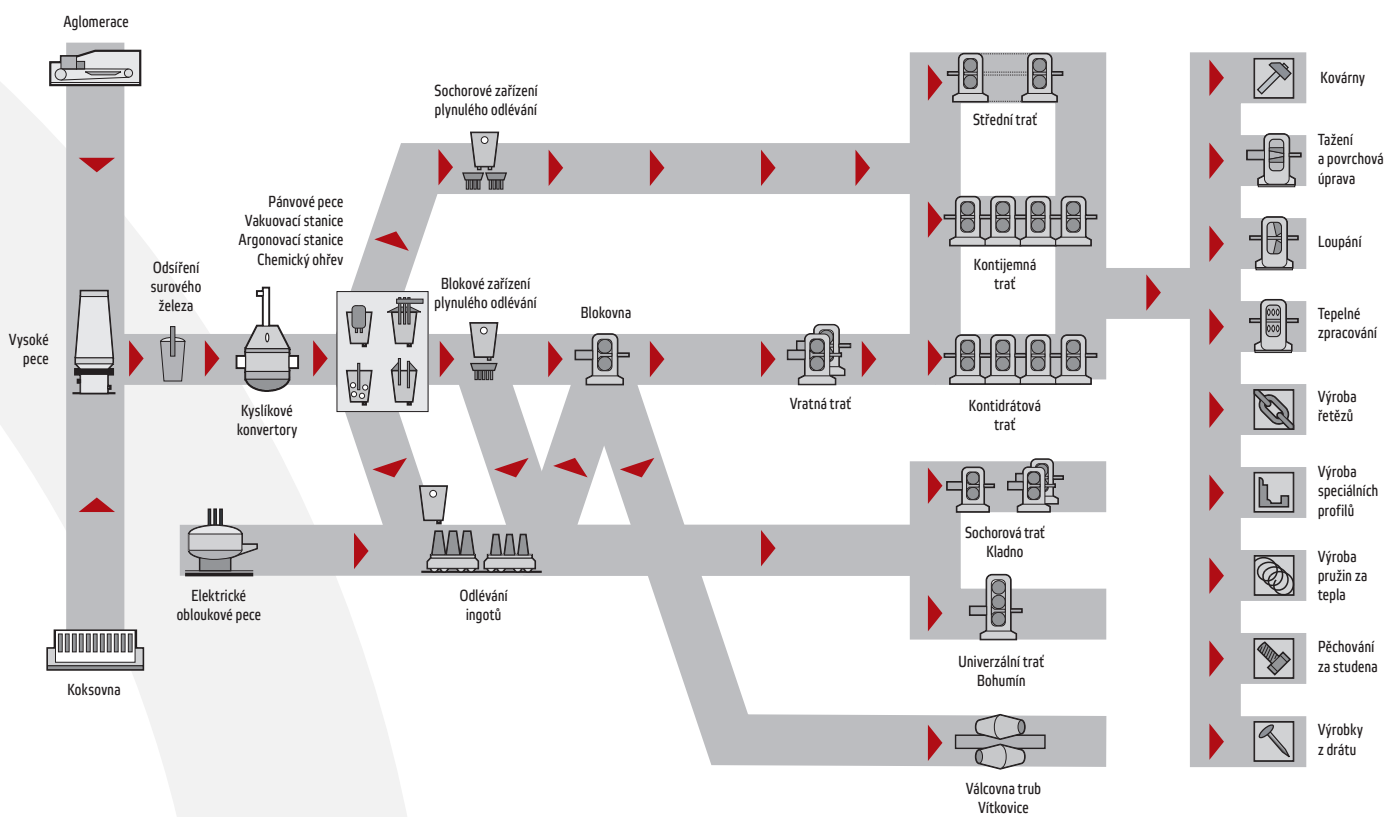 Aglomerace
Sochorové zařízení
plynulého odlévání
Střední trať
Kovárny
Tažení
a povrchová
úprava
Pánvové pece
Vakuovací stanice
Argonovací stanice
Chemický ohřev
Kontijemná
trať
Loupání
Odsíření
surového
železa
Blokové zařízení
plynulého odlévání
Blokovna
Vysoké
pece
Tepelné
zpracování
Kyslíkové
konvertory
Vratná trať
Kontidrátová
trať
Výroba
řetězů
Výroba
speciálních
profilů
Sochorová trať
Kladno
Elektrické
obloukové pece
Odlévání
ingotů
Výroba
pružin za
tepla
Univerzální trať
Bohumín
Pěchování
za studena
Koksovna
Výrobky
z drátu
Válcovna trub
Vítkovice